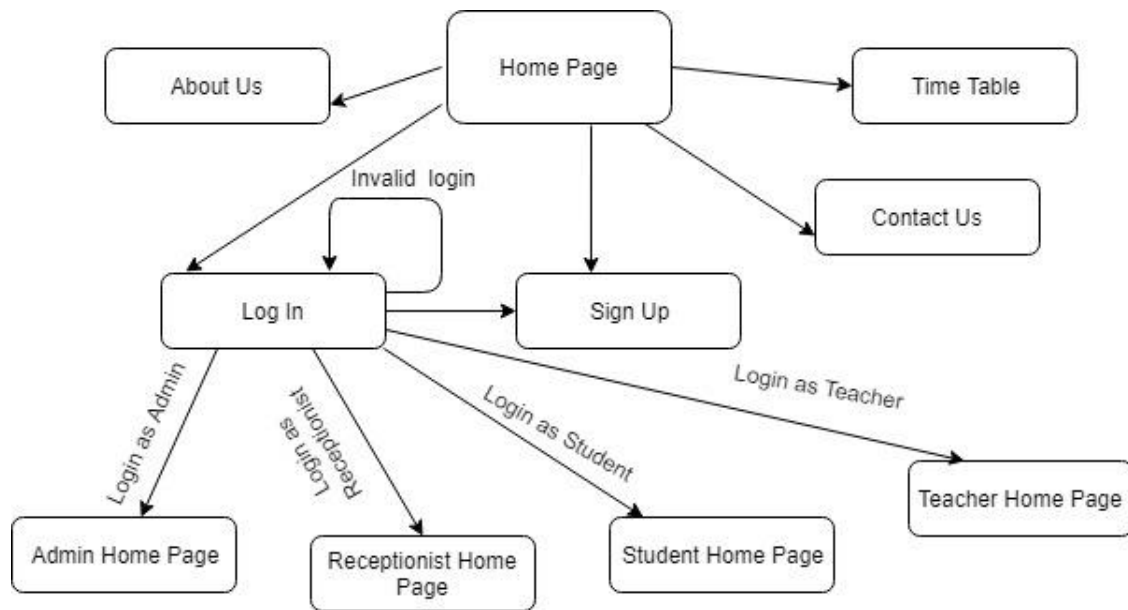 Home Page
About Us
Time Table
Invalid login
Contact Us
Log In
Sign Up
Login as Admin
Login as
Receptionist
Login as Student
Login as Teacher
Teacher Home Page
Admin Home Page
Receptionist Home
Page
Student Home Page